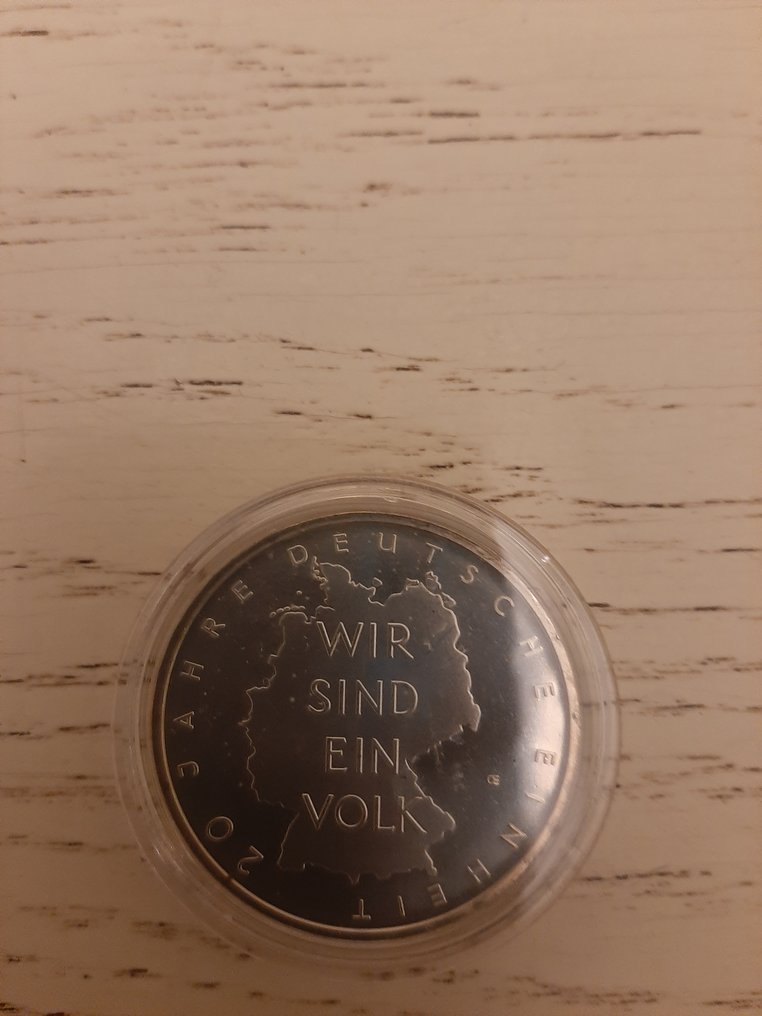 20 JAHRE DEUTSCHE EINHEIT
WIR
SIND
EIN
VOLK